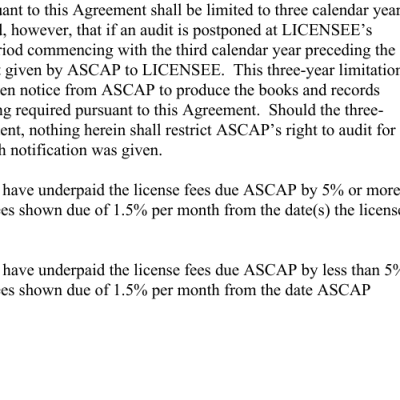 uant to this Agreement shall be limited to three calendar year
, however, that if an audit is postponed at LICENSEE’s
riod commencing with the third calendar year preceding the
given by ASCAP to LICENSEE.  This three-year limitation
en notice from ASCAP to produce the books and records
ng required pursuant to this Agreement.  Should the three-
ent, nothing herein shall restrict ASCAP’s right to audit for
h notification was given.
have underpaid the license fees due ASCAP by 5% or more
es shown due of 1.5% per month from the date(s) the license
have underpaid the license fees due ASCAP by less than 5%
es shown due of 1.5% per month from the date ASCAP